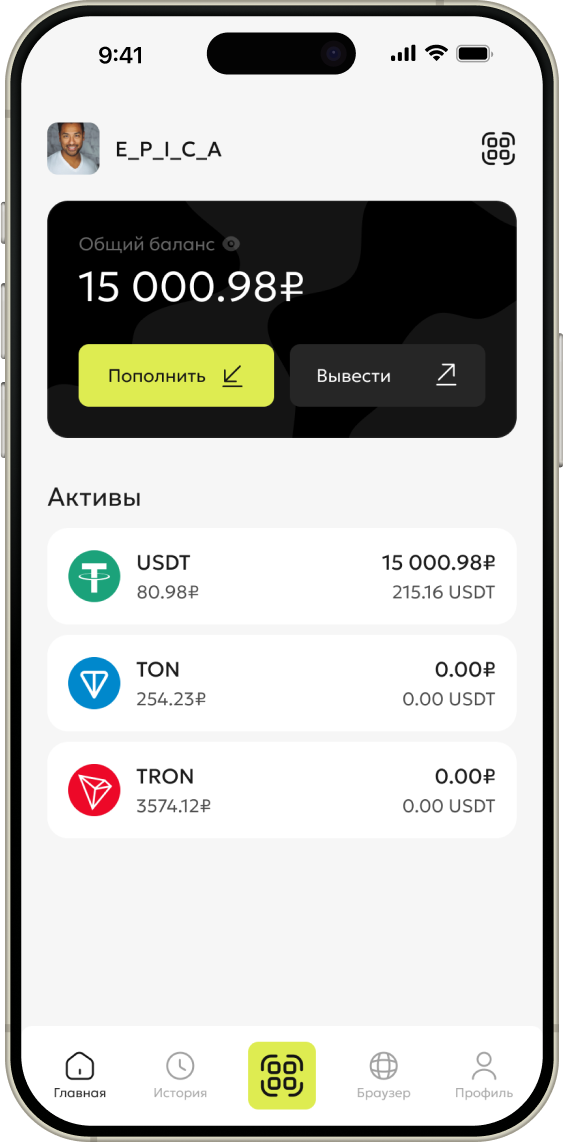 9:41
E_P_I_C_A
Общий баланс
15 000.98₽
Пополнить
Вывести
Активы
USDT 15 000.98₽
80.98₽ 215.16 USDT
TON 0.00₽
254.23₽ 0.00 USDT
TRON 0.00₽
3574.12₽ 0.00 USDT
Главная История Браузер Профиль